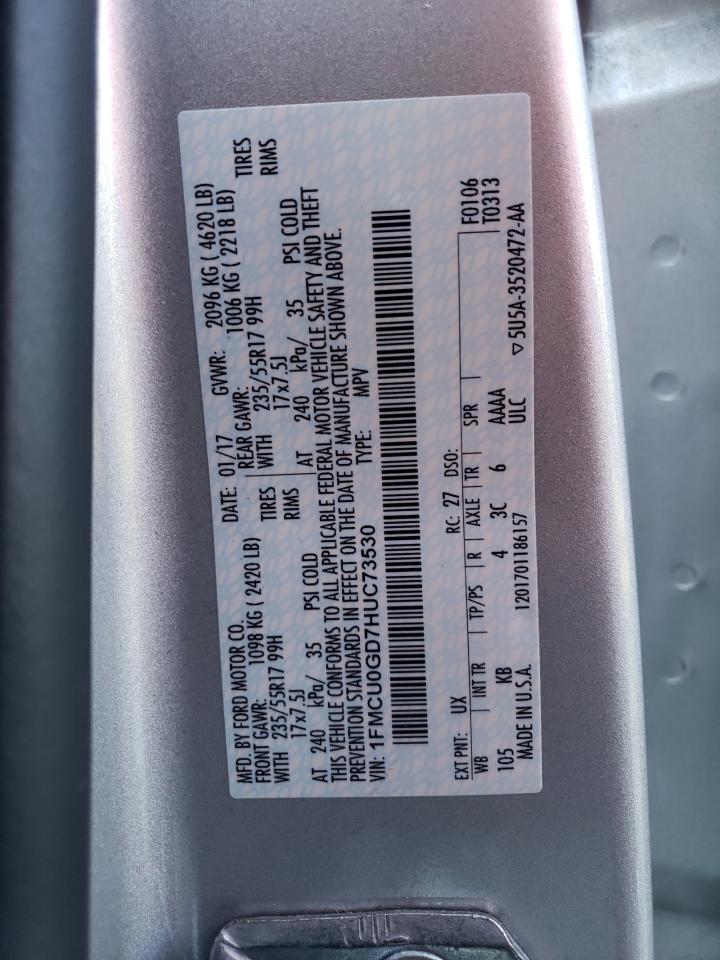 MFD. BY FORD MOTOR CO.
DATE: 01/17 GVWR: 2096 KG ( 4620 LB)
FRONT GAWR: 1098 KG ( 2420 LB)
REAR GAWR: 1006 KG ( 2218 LB)
WITH 235/55R17 99H TIRES
WITH 235/55R17 99H TIRES
17x7.5J RIMS
17x7.5J RIMS
AT 240 kPa/ 35 PSI COLD
AT 240 kPa/ 35 PSI COLD
THIS VEHICLE CONFORMS TO ALL APPLICABLE FEDERAL MOTOR VEHICLE SAFETY AND THEFT
PREVENTION STANDARDS IN EFFECT ON THE DATE OF MANUFACTURE SHOWN ABOVE.
VIN: 1FMCU0GD7HUC73530 TYPE: MPV
EXT PNT: UX RC: 27 DSO: F0106
WB INT TR TP/PS R AXLE TR SPR T0313
105 KB 4 3C 6 AAAA
ULC
MADE IN U.S.A. 1201701186157 5U5A-3520472-AA